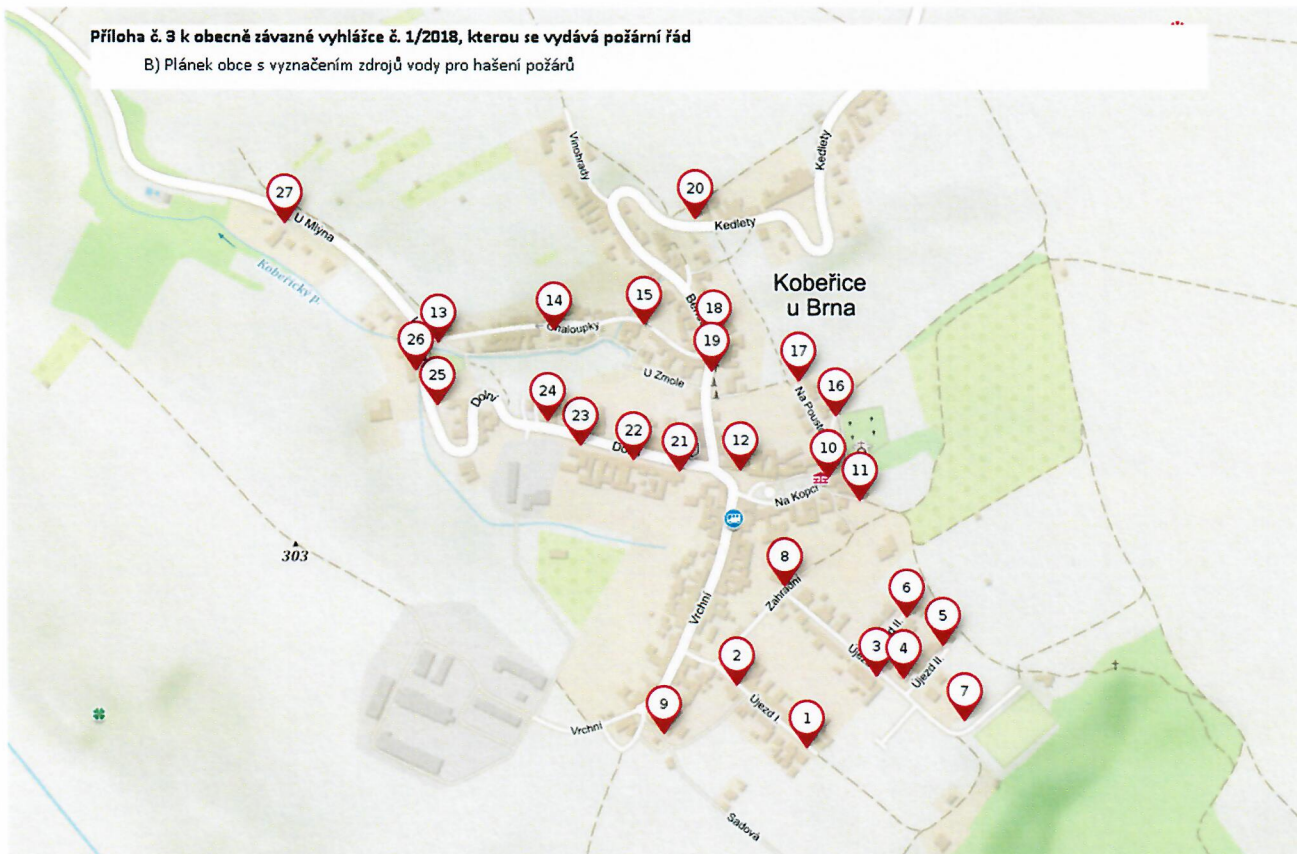 Příloha č. 3 k obecně závazné vyhlášce č. 1/2018, kterou se vydává požární řád
B) Plánek obce s vyznačením zdrojů vody pro hašení požárů
Vinohrady
Kedlety
20
27
Kedlety
U Mlýna
Kobeřický p.
Kobeřice
u Brna
14
15
18
13
Chaloupky
26
19
17
U Zmole
16
25
24
Dolní
23
22
21
12
10
11
Na Kopci
303
8
Zahradní
6
5
Vrchní
2
3
4
Újezd II.
7
9
Újezd I.
1
Vrchní
Sadová